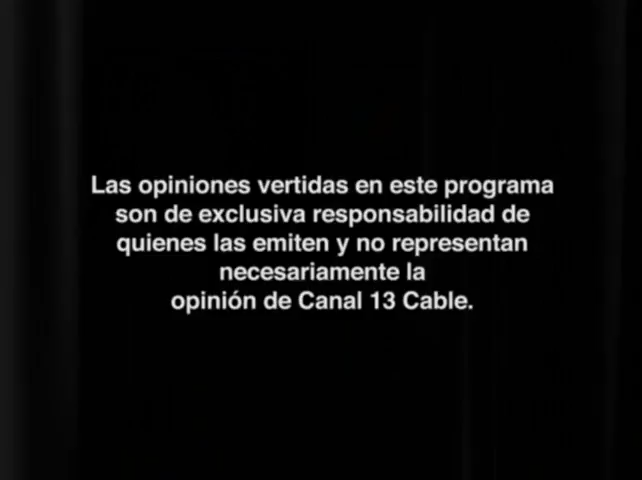 Las opiniones vertidas en este programa
son de exclusiva responsabilidad de
quienes las emiten y no representan
necesariamente la
opinión de Canal 13 Cable.